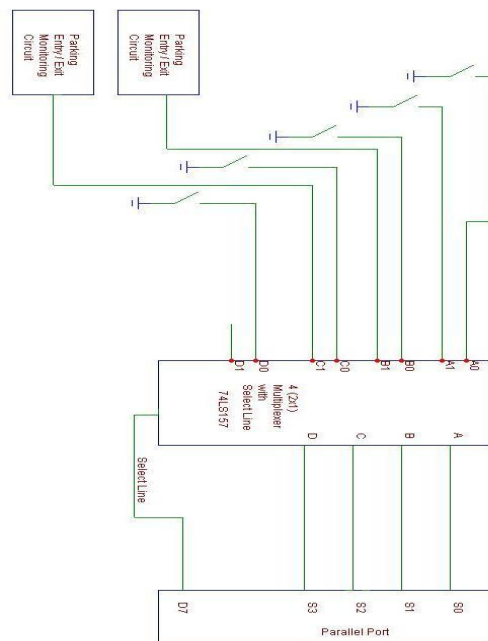 Parking
Entry / Exit
Monitoring
Circuit
Parking
Entry / Exit
Monitoring
Circuit
D1
D0
C1
C0
B1
B0
A1
A0
4 (2x1)
Multiplexer
with
Select Line
74LS157
D
C
B
A
Select Line
D7
S3
S2
S1
S0
Parallel Port